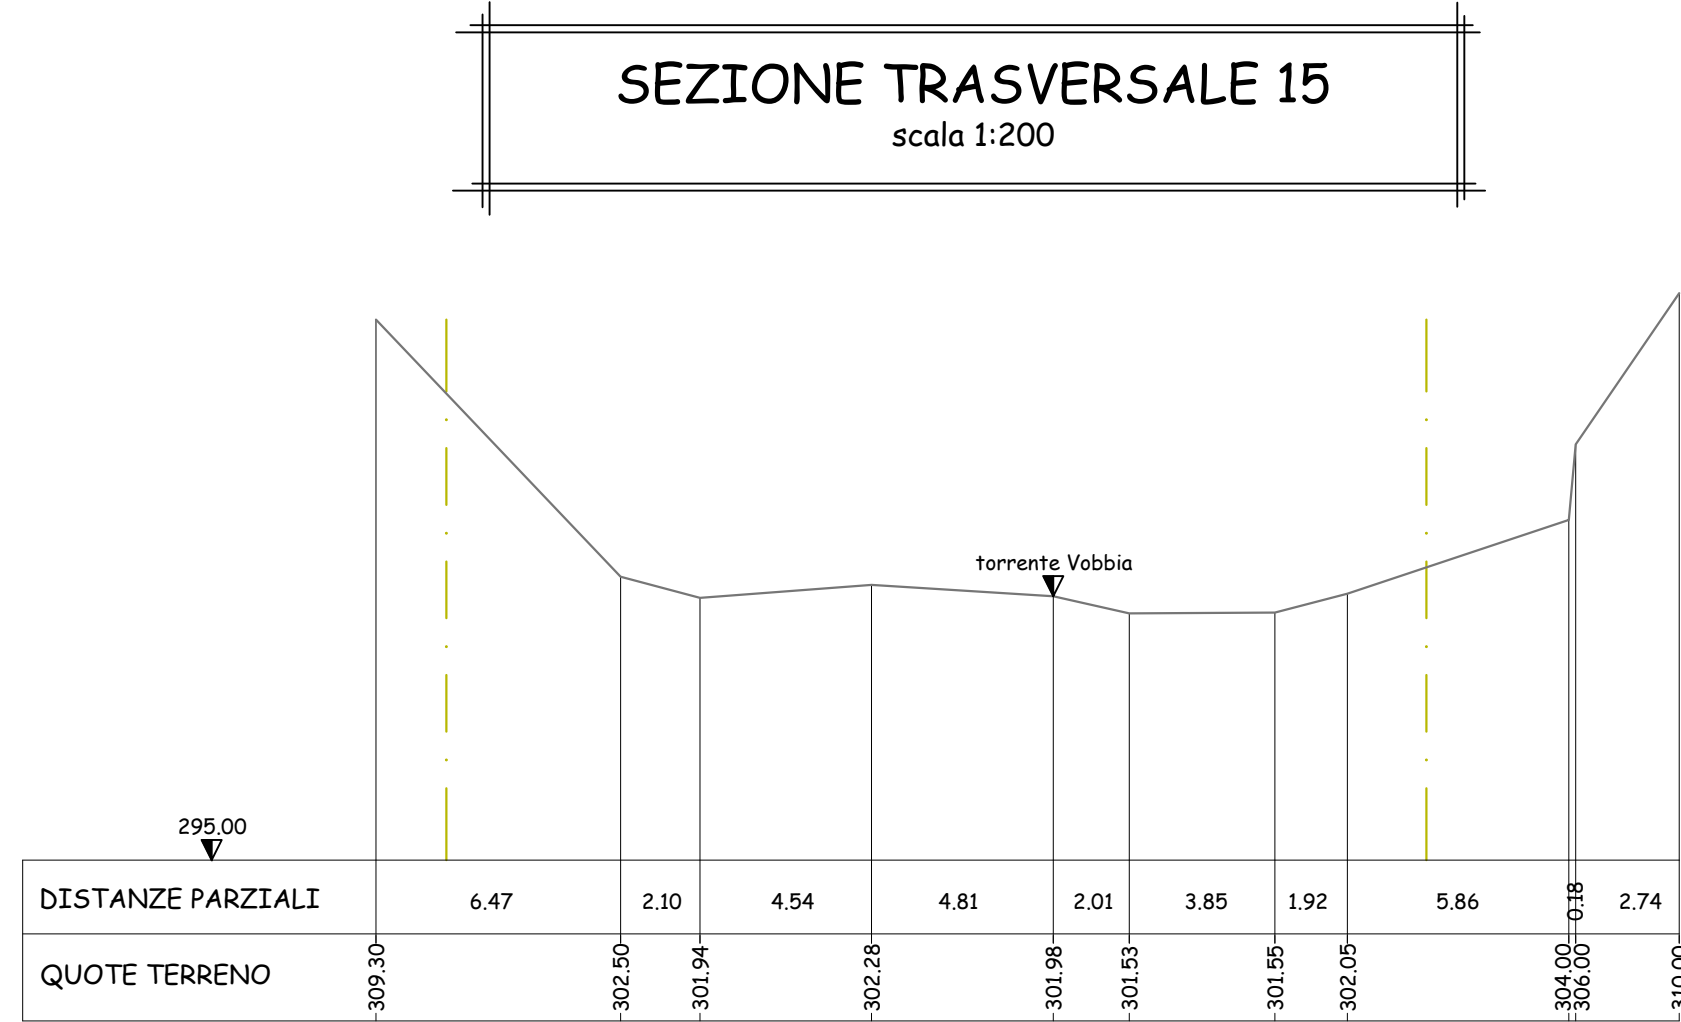 SEZIONE TRASVERSALE 15
scala 1:200
torrente Vobbia
295.00
DISTANZE PARZIALI 6.47 2.10 4.54 4.81 2.01 3.85 1.92 5.86 0.18 2.74
QUOTE TERRENO 309.30 302.50 301.94 302.28 301.98 301.53 301.55 302.05 304.00 306.00 310.00